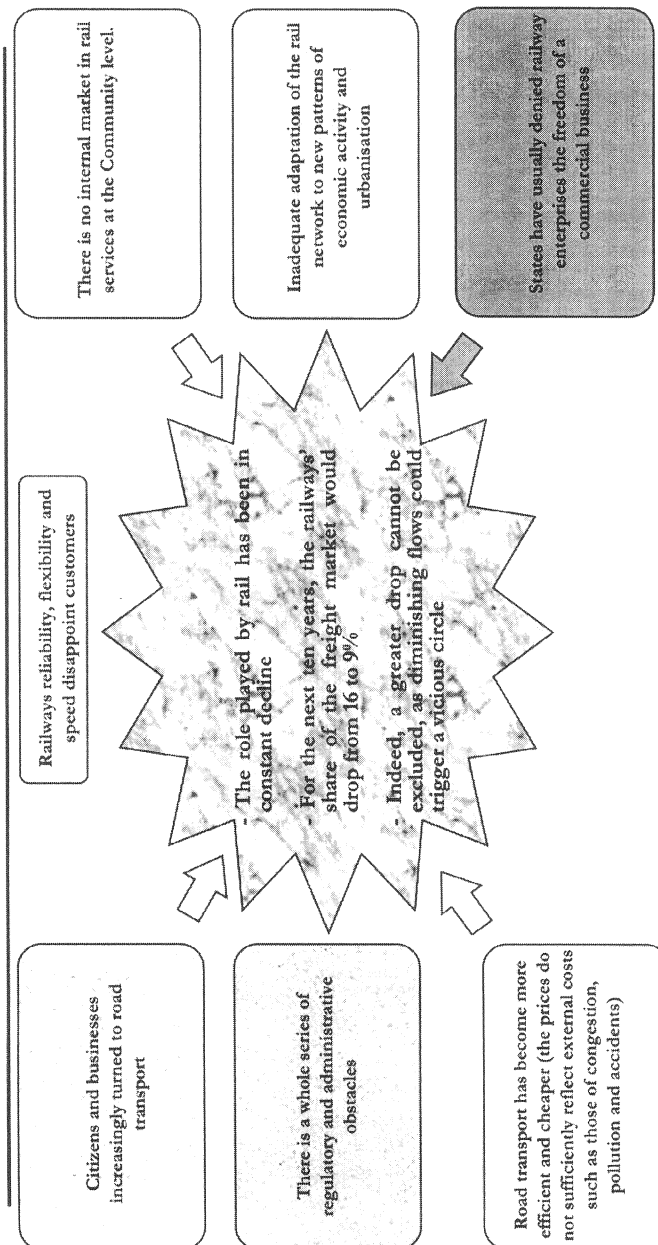 Citizens and businesses
increasingly turned to road
transport
There is a whole series of
regulatory and administrative
obstacles
Road transport has become more
efficient and cheaper (the prices do
not sufficiently reflect external costs
such as those of congestion,
pollution and accidents)
Railways reliability, flexibility and
speed disappoint customers
- The role played by rail has been in
constant decline
- For the next ten years, the railways'
share of the freight market would
drop from 16 to 9%
- Indeed, a greater drop cannot be
excluded, as diminishing flows could
trigger a vicious circle
There is no internal market in rail
services at the Community level.
Inadequate adaptation of the rail
network to new patterns of
economic activity and
urbanisation
States have usually denied railway
enterprises the freedom of a
commercial business